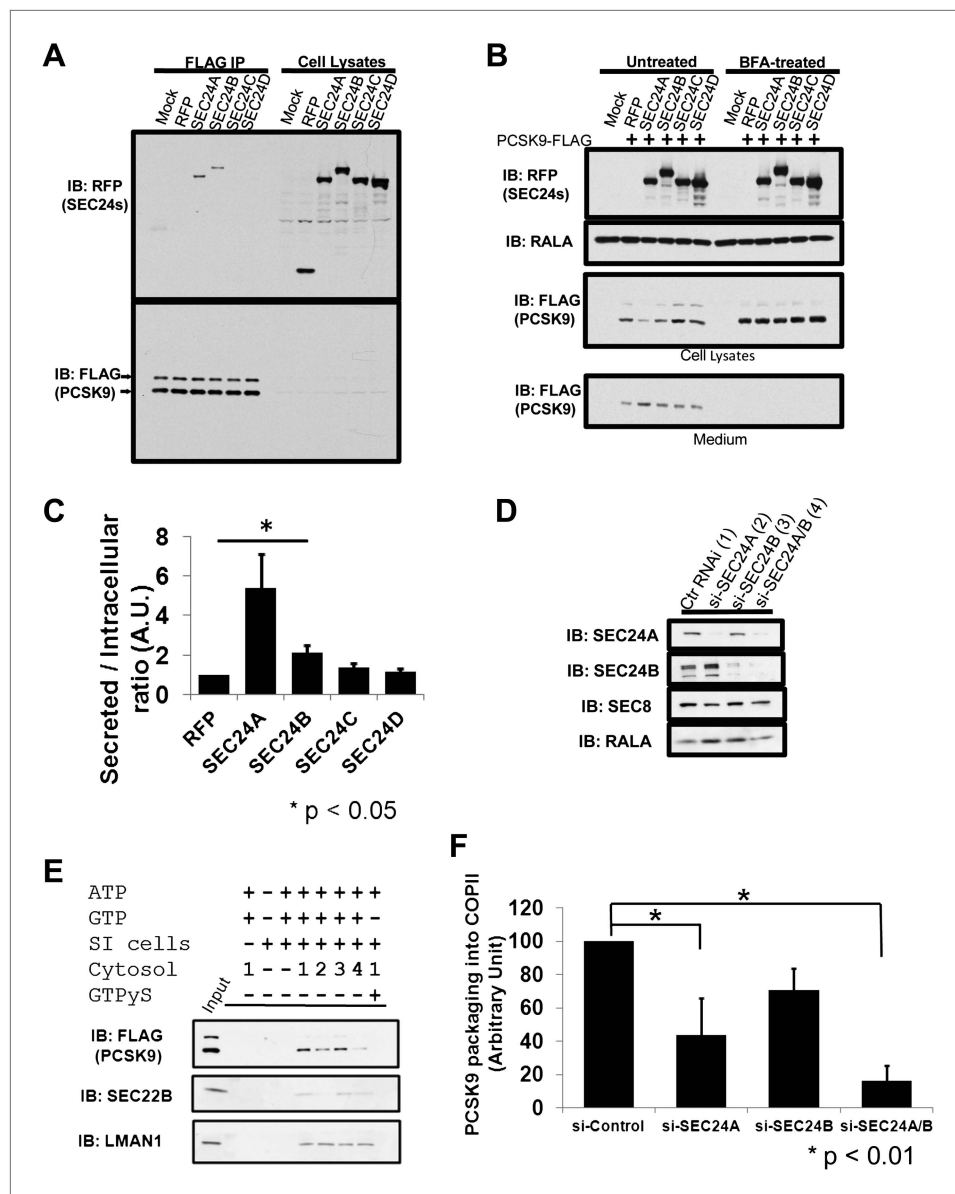 A
FLAG IP
Cell Lysates
Mock
RFP
SEC24A
SEC24B
SEC24C
SEC24D
Mock
RFP
SEC24A
SEC24B
SEC24C
SEC24D
IB: RFP
(SEC24s)
IB: FLAG
(PCSK9)
B
Untreated
BFA-treated
Mock
RFP
SEC24A
SEC24B
SEC24C
SEC24D
Mock
RFP
SEC24A
SEC24B
SEC24C
SEC24D
PCSK9-FLAG + + + + + + + + + +
IB: RFP
(SEC24s)
IB: RALA
IB: FLAG
(PCSK9)
Cell Lysates
IB: FLAG
(PCSK9)
Medium
C
Secreted / Intracellular
ratio (A.U.)
8
6
4
2
0
*
RFP
SEC24A
SEC24B
SEC24C
SEC24D
* p < 0.05
D
Ctr RNAi (1)
si-SEC24A (2)
si-SEC24B (3)
si-SEC24A/B (4)
IB: SEC24A
IB: SEC24B
IB: SEC8
IB: RALA
E
ATP + - + + + + + +
GTP + - + + + + + -
SI cells - + + + + + + +
Cytosol 1 - - 1 2 3 4 1
GTPγS +
Input
IB: FLAG
(PCSK9)
IB: SEC22B
IB: LMAN1
F
PCSK9 packaging into COPII
(Arbitrary Unit)
120
100
80
60
40
20
0
*
*
si-Control si-SEC24A si-SEC24B si-SEC24A/B
* p < 0.01